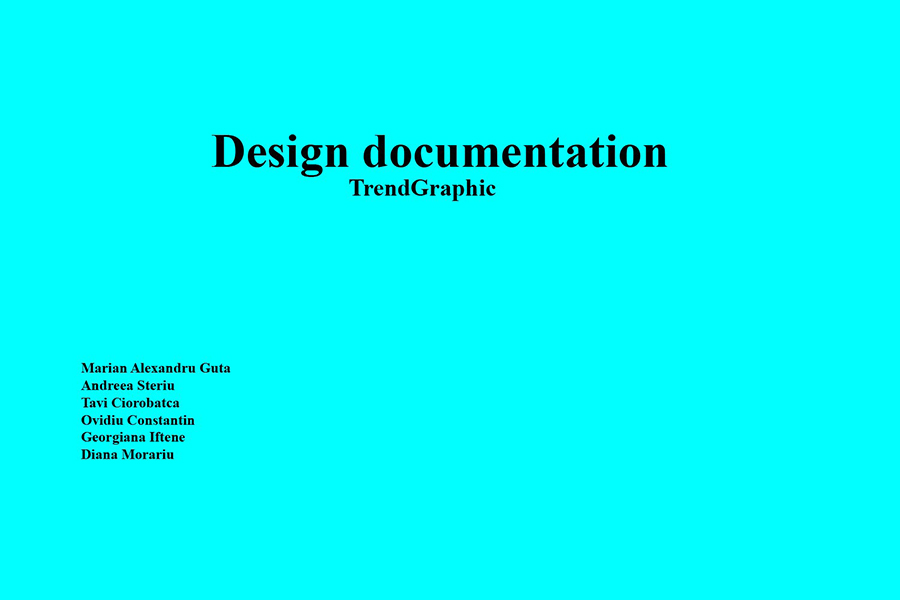 Design documentation
TrendGraphic
Marian Alexandru Guta
Andreea Steriu
Tavi Ciorobatca
Ovidiu Constantin
Georgiana Iftene
Diana Morariu